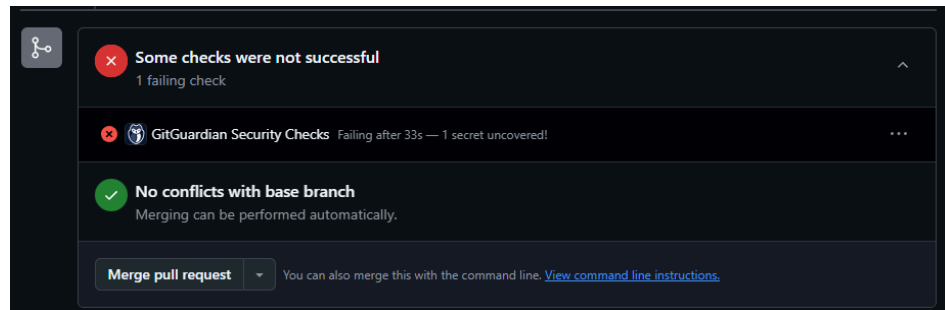 Some checks were not successful
1 failing check
GitGuardian Security Checks Failing after 33s — 1 secret uncovered!
No conflicts with base branch
Merging can be performed automatically.
Merge pull request You can also merge this with the command line. View command line instructions.